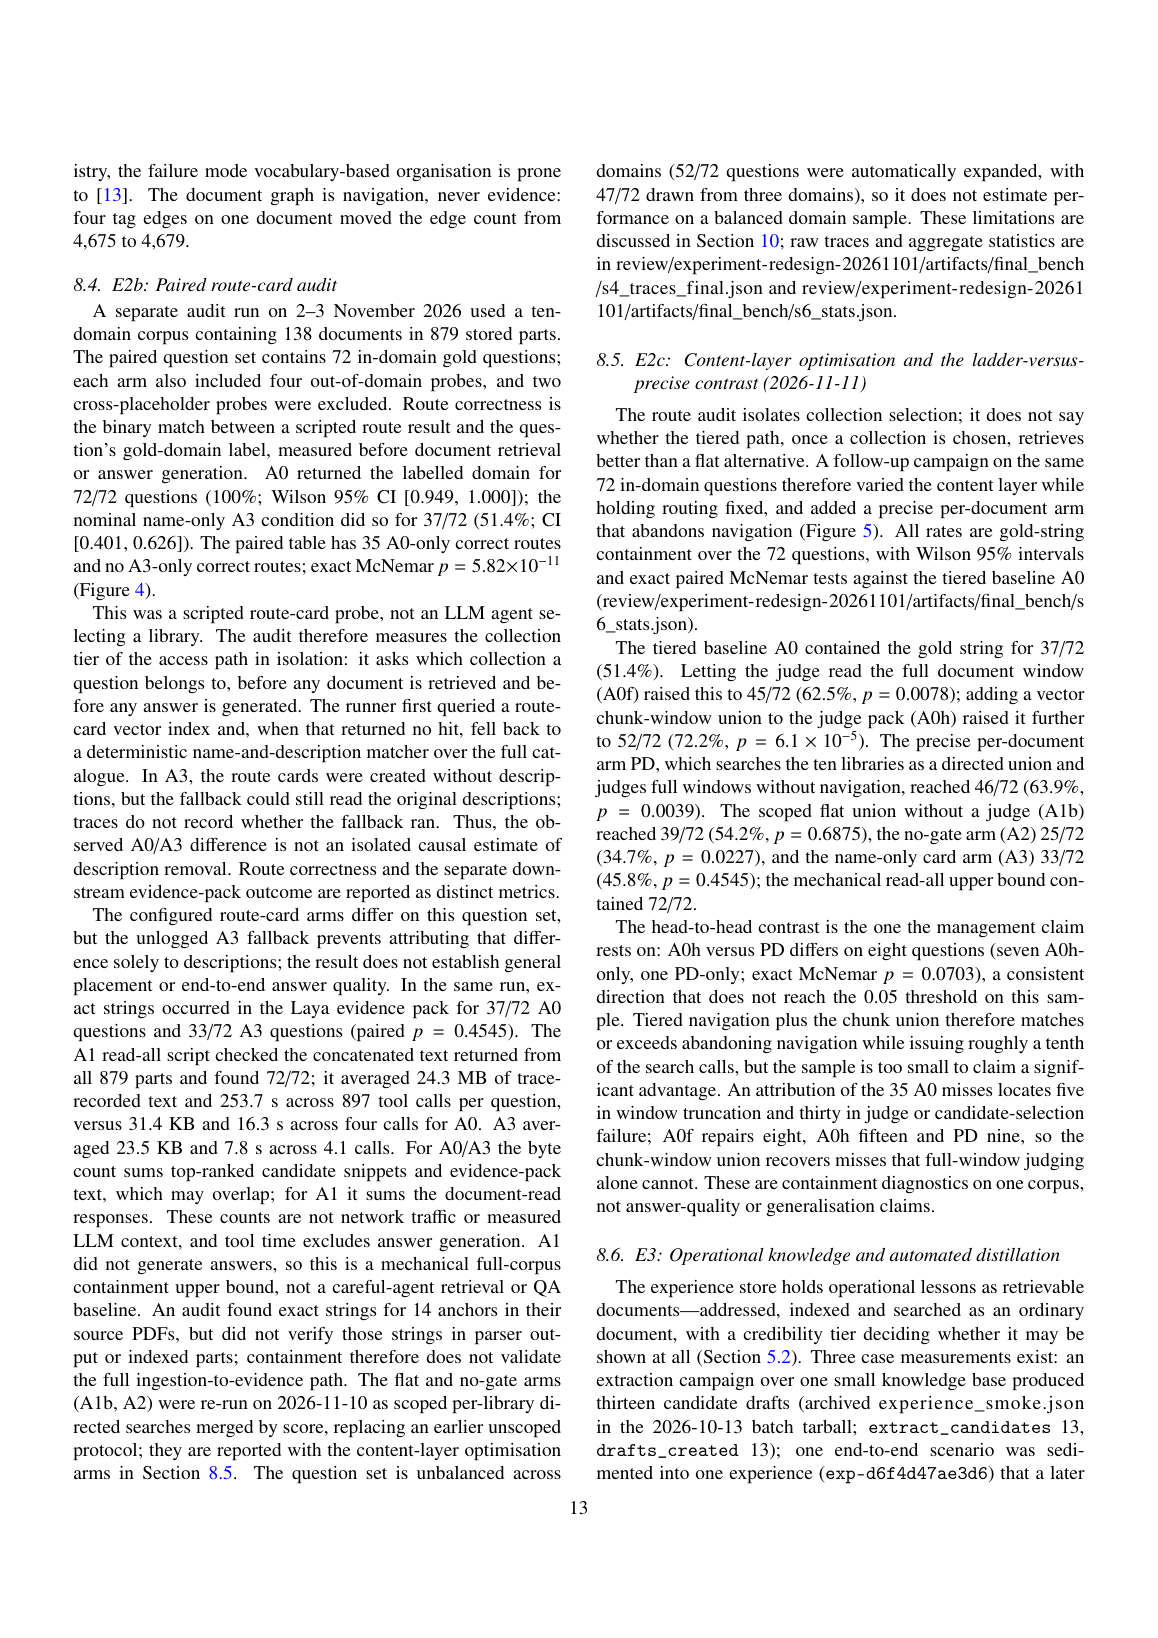 istry, the failure mode vocabulary-based organisation is prone
to [13]. The document graph is navigation, never evidence:
four tag edges on one document moved the edge count from
4,675 to 4,679.
8.4. E2b: Paired route-card audit
A separate audit run on 2–3 November 2026 used a ten-
domain corpus containing 138 documents in 879 stored parts.
The paired question set contains 72 in-domain gold questions;
each arm also included four out-of-domain probes, and two
cross-placeholder probes were excluded. Route correctness is
the binary match between a scripted route result and the ques-
tion's gold-domain label, measured before document retrieval
or answer generation. A0 returned the labelled domain for
72/72 questions (100%; Wilson 95% CI [0.949, 1.000]); the
nominal name-only A3 condition did so for 37/72 (51.4%; CI
[0.401, 0.626]). The paired table has 35 A0-only correct routes
and no A3-only correct routes; exact McNemar p = 5.82×10⁻¹¹
(Figure 4).
This was a scripted route-card probe, not an LLM agent se-
lecting a library. The audit therefore measures the collection
tier of the access path in isolation: it asks which collection a
question belongs to, before any document is retrieved and be-
fore any answer is generated. The runner first queried a route-
card vector index and, when that returned no hit, fell back to
a deterministic name-and-description matcher over the full cat-
alogue. In A3, the route cards were created without descrip-
tions, but the fallback could still read the original descriptions;
traces do not record whether the fallback ran. Thus, the ob-
served A0/A3 difference is not an isolated causal estimate of
description removal. Route correctness and the separate down-
stream evidence-pack outcome are reported as distinct metrics.
The configured route-card arms differ on this question set,
but the unlogged A3 fallback prevents attributing that differ-
ence solely to descriptions; the result does not establish general
placement or end-to-end answer quality. In the same run, ex-
act strings occurred in the Laya evidence pack for 37/72 A0
questions and 33/72 A3 questions (paired p = 0.4545). The
A1 read-all script checked the concatenated text returned from
all 879 parts and found 72/72; it averaged 24.3 MB of trace-
recorded text and 253.7 s across 897 tool calls per question,
versus 31.4 KB and 16.3 s across four calls for A0. A3 aver-
aged 23.5 KB and 7.8 s across 4.1 calls. For A0/A3 the byte
count sums top-ranked candidate snippets and evidence-pack
text, which may overlap; for A1 it sums the document-read
responses. These counts are not network traffic or measured
LLM context, and tool time excludes answer generation. A1
did not generate answers, so this is a mechanical full-corpus
containment upper bound, not a careful-agent retrieval or QA
baseline. An audit found exact strings for 14 anchors in their
source PDFs, but did not verify those strings in parser out-
put or indexed parts; containment therefore does not validate
the full ingestion-to-evidence path. The flat and no-gate arms
(A1b, A2) were re-run on 2026-11-10 as scoped per-library di-
rected searches merged by score, replacing an earlier unscoped
protocol; they are reported with the content-layer optimisation
arms in Section 8.5. The question set is unbalanced across
domains (52/72 questions were automatically expanded, with
47/72 drawn from three domains), so it does not estimate per-
formance on a balanced domain sample. These limitations are
discussed in Section 10; raw traces and aggregate statistics are
in review/experiment-redesign-20261101/artifacts/final_bench
/s4_traces_final.json and review/experiment-redesign-20261
101/artifacts/final_bench/s6_stats.json.
8.5. E2c: Content-layer optimisation and the ladder-versus-
precise contrast (2026-11-11)
The route audit isolates collection selection; it does not say
whether the tiered path, once a collection is chosen, retrieves
better than a flat alternative. A follow-up campaign on the same
72 in-domain questions therefore varied the content layer while
holding routing fixed, and added a precise per-document arm
that abandons navigation (Figure 5). All rates are gold-string
containment over the 72 questions, with Wilson 95% intervals
and exact paired McNemar tests against the tiered baseline A0
(review/experiment-redesign-20261101/artifacts/final_bench/s
6_stats.json).
The tiered baseline A0 contained the gold string for 37/72
(51.4%). Letting the judge read the full document window
(A0f) raised this to 45/72 (62.5%, p = 0.0078); adding a vector
chunk-window union to the judge pack (A0h) raised it further
to 52/72 (72.2%, p = 6.1 × 10⁻⁵). The precise per-document
arm PD, which searches the ten libraries as a directed union and
judges full windows without navigation, reached 46/72 (63.9%,
p = 0.0039). The scoped flat union without a judge (A1b)
reached 39/72 (54.2%, p = 0.6875), the no-gate arm (A2) 25/72
(34.7%, p = 0.0227), and the name-only card arm (A3) 33/72
(45.8%, p = 0.4545); the mechanical read-all upper bound con-
tained 72/72.
The head-to-head contrast is the one the management claim
rests on: A0h versus PD differs on eight questions (seven A0h-
only, one PD-only; exact McNemar p = 0.0703), a consistent
direction that does not reach the 0.05 threshold on this sam-
ple. Tiered navigation plus the chunk union therefore matches
or exceeds abandoning navigation while issuing roughly a tenth
of the search calls, but the sample is too small to claim a signif-
icant advantage. An attribution of the 35 A0 misses locates five
in window truncation and thirty in judge or candidate-selection
failure; A0f repairs eight, A0h fifteen and PD nine, so the
chunk-window union recovers misses that full-window judging
alone cannot. These are containment diagnostics on one corpus,
not answer-quality or generalisation claims.
8.6. E3: Operational knowledge and automated distillation
The experience store holds operational lessons as retrievable
documents—addressed, indexed and searched as an ordinary
document, with a credibility tier deciding whether it may be
shown at all (Section 5.2). Three case measurements exist: an
extraction campaign over one small knowledge base produced
thirteen candidate drafts (archived experience_smoke.json
in the 2026-10-13 batch tarball; extract_candidates 13,
drafts_created 13); one end-to-end scenario was sedi-
mented into one experience (exp-d6f4d47ae3d6) that a later
13